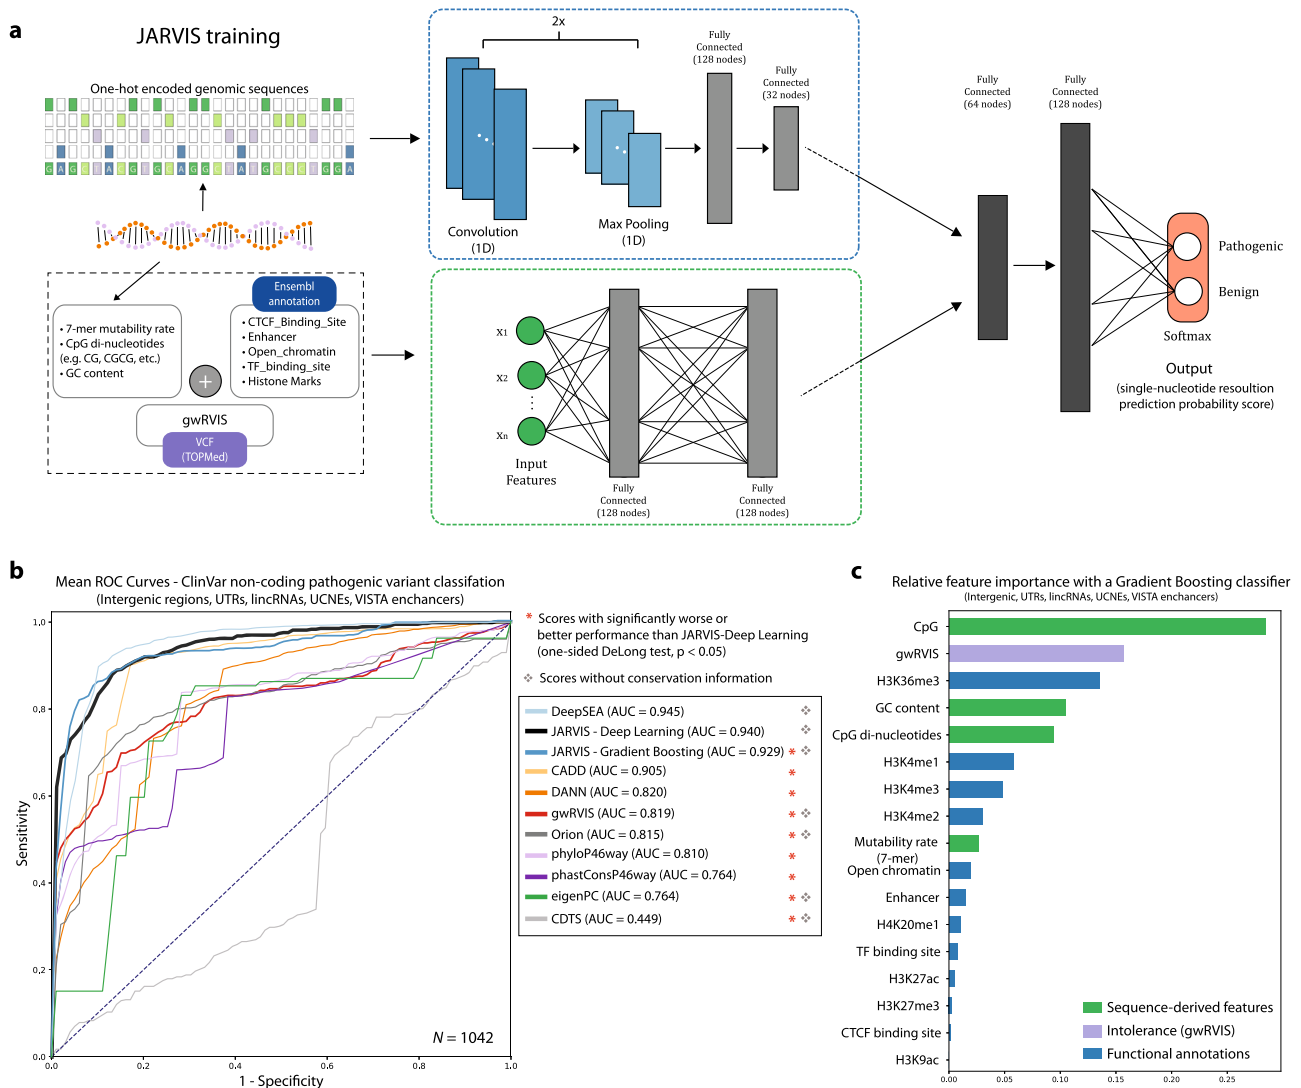 a
JARVIS training
One-hot encoded genomic sequences
G A G C T A C G T G C A G G C T A T G C C C T G G A
2x
Convolution
(1D)
Max Pooling
(1D)
Fully
Connected
(128 nodes)
Fully
Connected
(32 nodes)
Fully
Connected
(64 nodes)
Fully
Connected
(128 nodes)
Pathogenic
Benign
Softmax
Output
(single-nucleotide resoultion
prediction probability score)
Ensembl
annotation
• 7-mer mutability rate
• CpG di-nucleotides
(e.g. CG, CGCG, etc.)
• GC content
• CTCF_Binding_Site
• Enhancer
• Open_chromatin
• TF_binding_site
• Histone Marks
+
gwRVIS
VCF
(TOPMed)
x1
x2
xn
Input
Features
Fully
Connected
(128 nodes)
Fully
Connected
(128 nodes)
b
Mean ROC Curves - ClinVar non-coding pathogenic variant classifation
(Intergenic regions, UTRs, lincRNAs, UCNEs, VISTA enchancers)
Sensitivity
1,0
0,8
0,6
0,4
0,2
0,0
0.0 0.2 0.4 0.6 0.8 1.0
1 - Specificity
N = 1042
* Scores with significantly worse or
better performance than JARVIS-Deep Learning
(one-sided DeLong test, p < 0.05)
❖ Scores without conservation information
DeepSEA (AUC = 0.945) ❖
JARVIS - Deep Learning (AUC = 0.940) ❖
JARVIS - Gradient Boosting (AUC = 0.929) * ❖
CADD (AUC = 0.905) *
DANN (AUC = 0.820) *
gwRVIS (AUC = 0.819) * ❖
Orion (AUC = 0.815) * ❖
phyloP46way (AUC = 0.810) *
phastConsP46way (AUC = 0.764) *
eigenPC (AUC = 0.764) * ❖
CDTS (AUC = 0.449) * ❖
c
Relative feature importance with a Gradient Boosting classifier
(Intergenic, UTRs, lincRNAs, UCNEs, VISTA enchancers)
CpG
gwRVIS
H3K36me3
GC content
CpG di-nucleotides
H3K4me1
H3K4me3
H3K4me2
Mutability rate
(7-mer)
Open chromatin
Enhancer
H4K20me1
TF binding site
H3K27ac
H3K27me3
CTCF binding site
H3K9ac
Sequence-derived features
Intolerance (gwRVIS)
Functional annotations
0.00 0.05 0.10 0.15 0.20 0.25